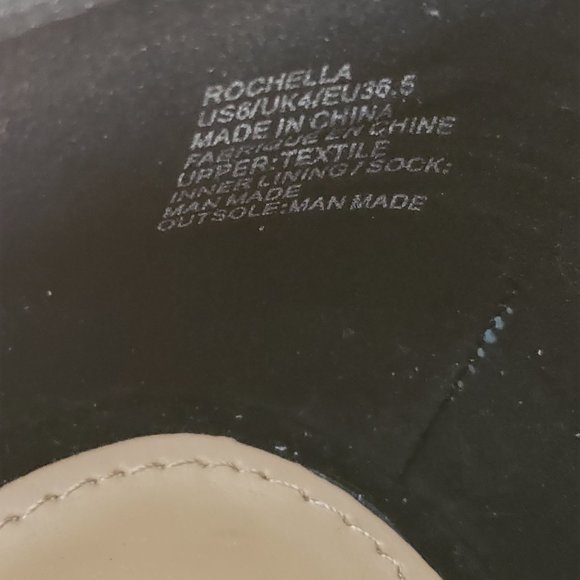 ROCHELLA
US6/UK4/EU36.5
MADE IN CHINA
FABRIQUE EN CHINE
UPPER: TEXTILE
INNER LINING / SOCK:
MAN MADE
OUTSOLE: MAN MADE